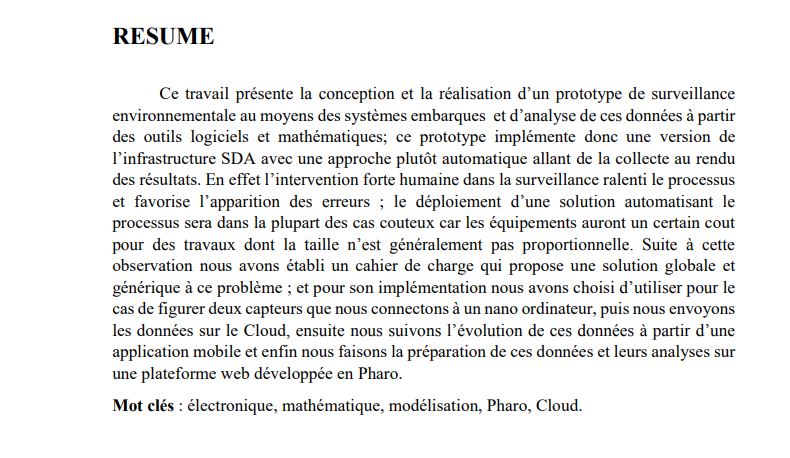 RESUME
Ce travail présente la conception et la réalisation d’un prototype de surveillance
environnementale au moyens des systèmes embarques et d’analyse de ces données à partir
des outils logiciels et mathématiques; ce prototype implémente donc une version de
l’infrastructure SDA avec une approche plutôt automatique allant de la collecte au rendu
des résultats. En effet l’intervention forte humaine dans la surveillance ralenti le processus
et favorise l’apparition des erreurs ; le déploiement d’une solution automatisant le
processus sera dans la plupart des cas couteux car les équipements auront un certain cout
pour des travaux dont la taille n’est généralement pas proportionnelle. Suite à cette
observation nous avons établi un cahier de charge qui propose une solution globale et
générique à ce problème ; et pour son implémentation nous avons choisi d’utiliser pour le
cas de figurer deux capteurs que nous connectons à un nano ordinateur, puis nous envoyons
les données sur le Cloud, ensuite nous suivons l’évolution de ces données à partir d’une
application mobile et enfin nous faisons la préparation de ces données et leurs analyses sur
une plateforme web développée en Pharo.
Mot clés : électronique, mathématique, modélisation, Pharo, Cloud.